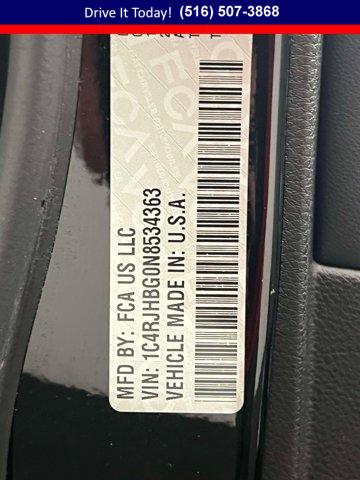 Drive It Today! (516) 507-3868
MFD BY: FCA US LLC
VIN: 1C4RJHBG0N8534363
VEHICLE MADE IN: U.S.A.